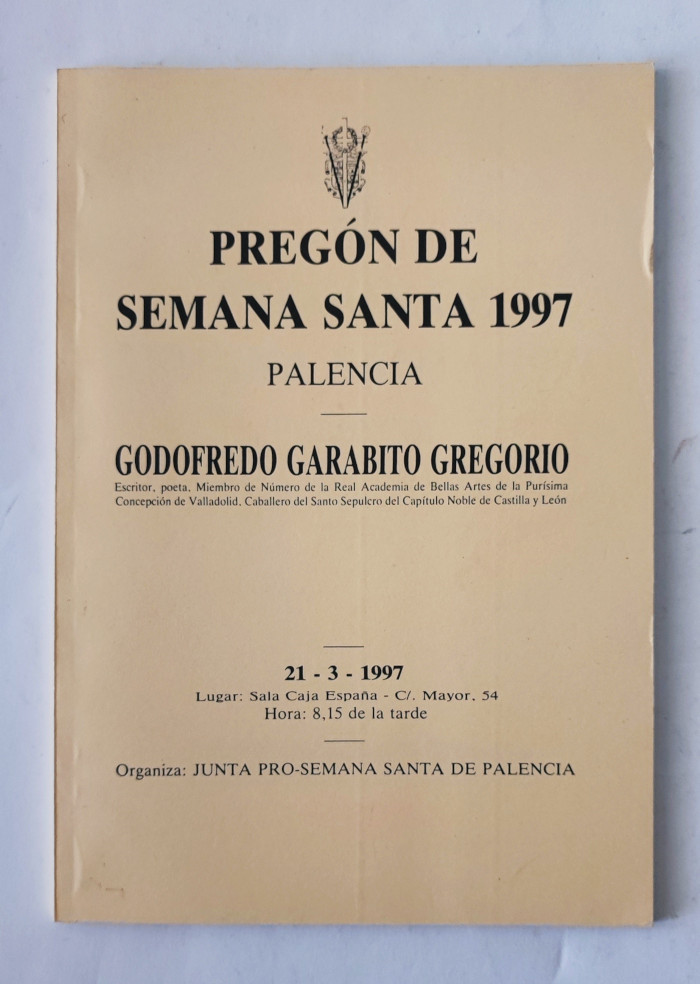 PREGÓN DE
SEMANA SANTA 1997
PALENCIA
GODOFREDO GARABITO GREGORIO
Escritor, poeta, Miembro de Número de la Real Academia de Bellas Artes de la Purísima
Concepción de Valladolid, Caballero del Santo Sepulcro del Capítulo Noble de Castilla y León
21 - 3 - 1997
Lugar: Sala Caja España - C/. Mayor, 54
Hora: 8,15 de la tarde
Organiza: JUNTA PRO-SEMANA SANTA DE PALENCIA